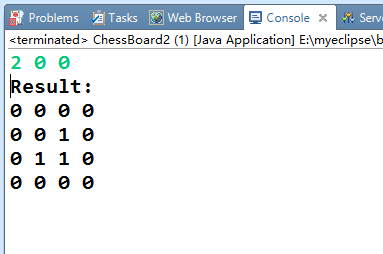 Problems Tasks Web Browser Console Serve
<terminated> ChessBoard2 (1) [Java Application] E:\myeclipse\b
2 0 0
Result:
0 0 0 0
0 0 1 0
0 1 1 0
0 0 0 0